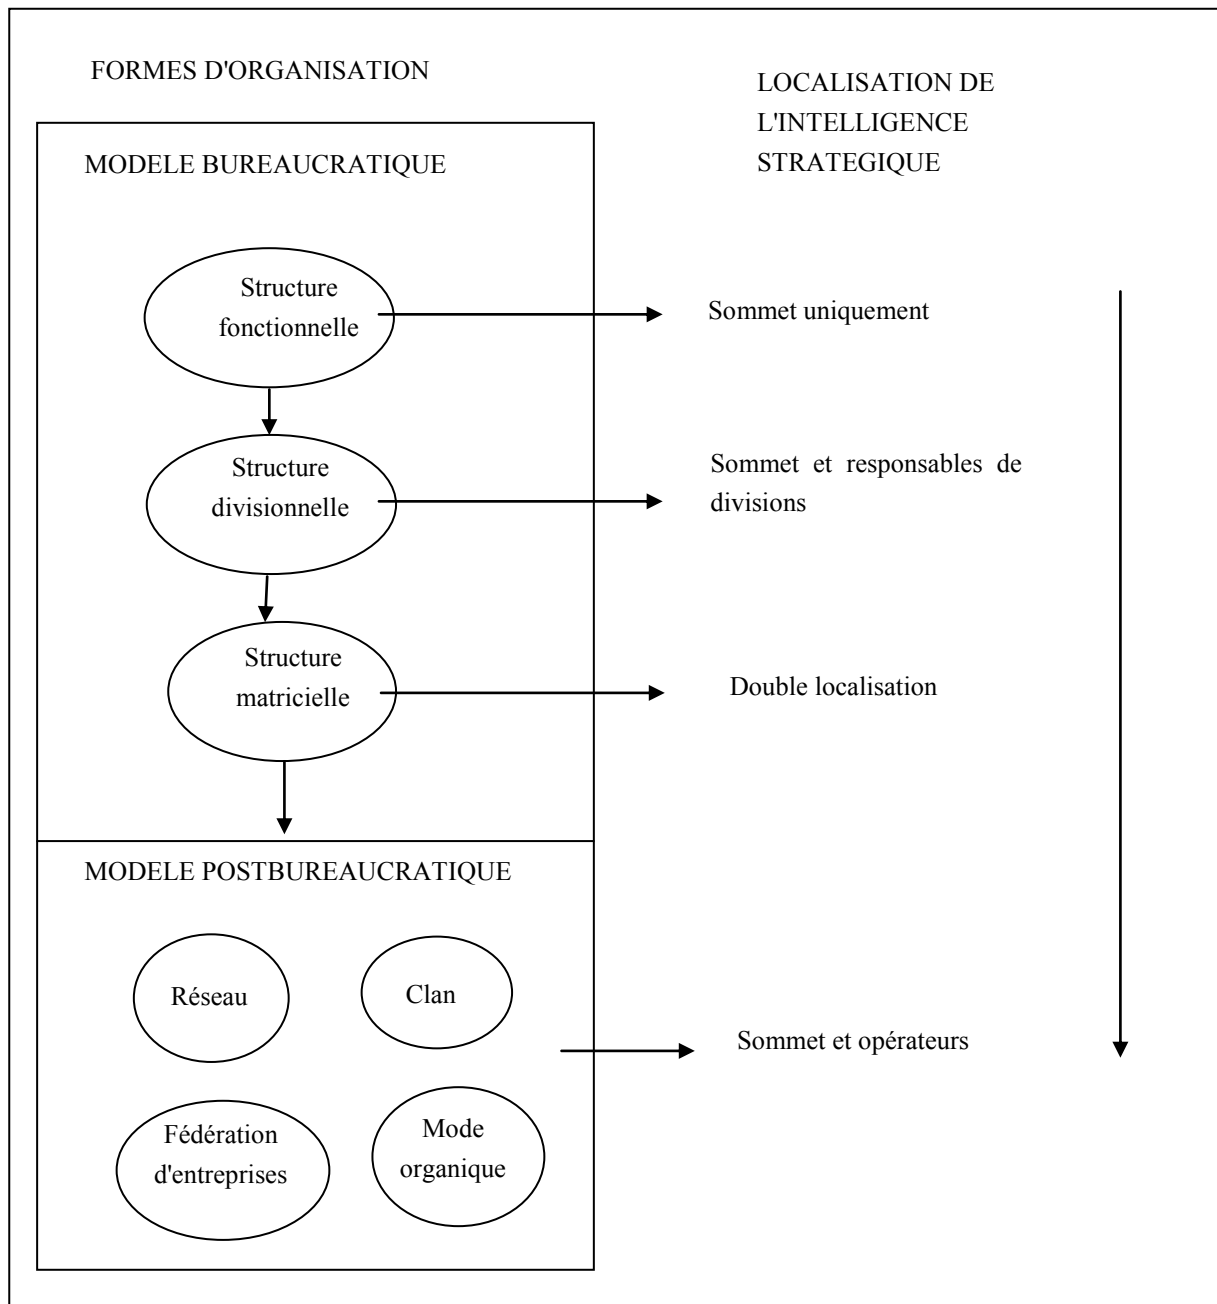 FORMES D'ORGANISATION
LOCALISATION DE
L'INTELLIGENCE
STRATEGIQUE
MODELE BUREAUCRATIQUE
Structure
fonctionnelle
Sommet uniquement
Structure
divisionnelle
Sommet et responsables de
divisions
Structure
matricielle
Double localisation
MODELE POSTBUREAUCRATIQUE
Réseau
Clan
Sommet et opérateurs
Fédération
d'entreprises
Mode
organique